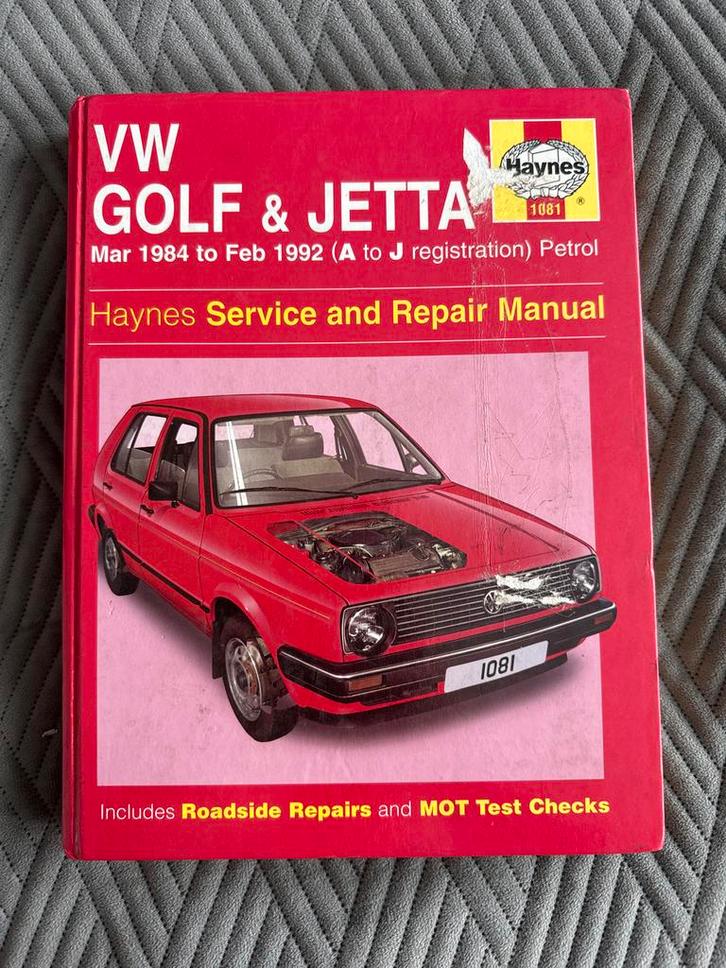 VW
GOLF & JETTA
Haynes
1081
®
Mar 1984 to Feb 1992 (A to J registration) Petrol
Haynes Service and Repair Manual
1081
Includes Roadside Repairs and MOT Test Checks